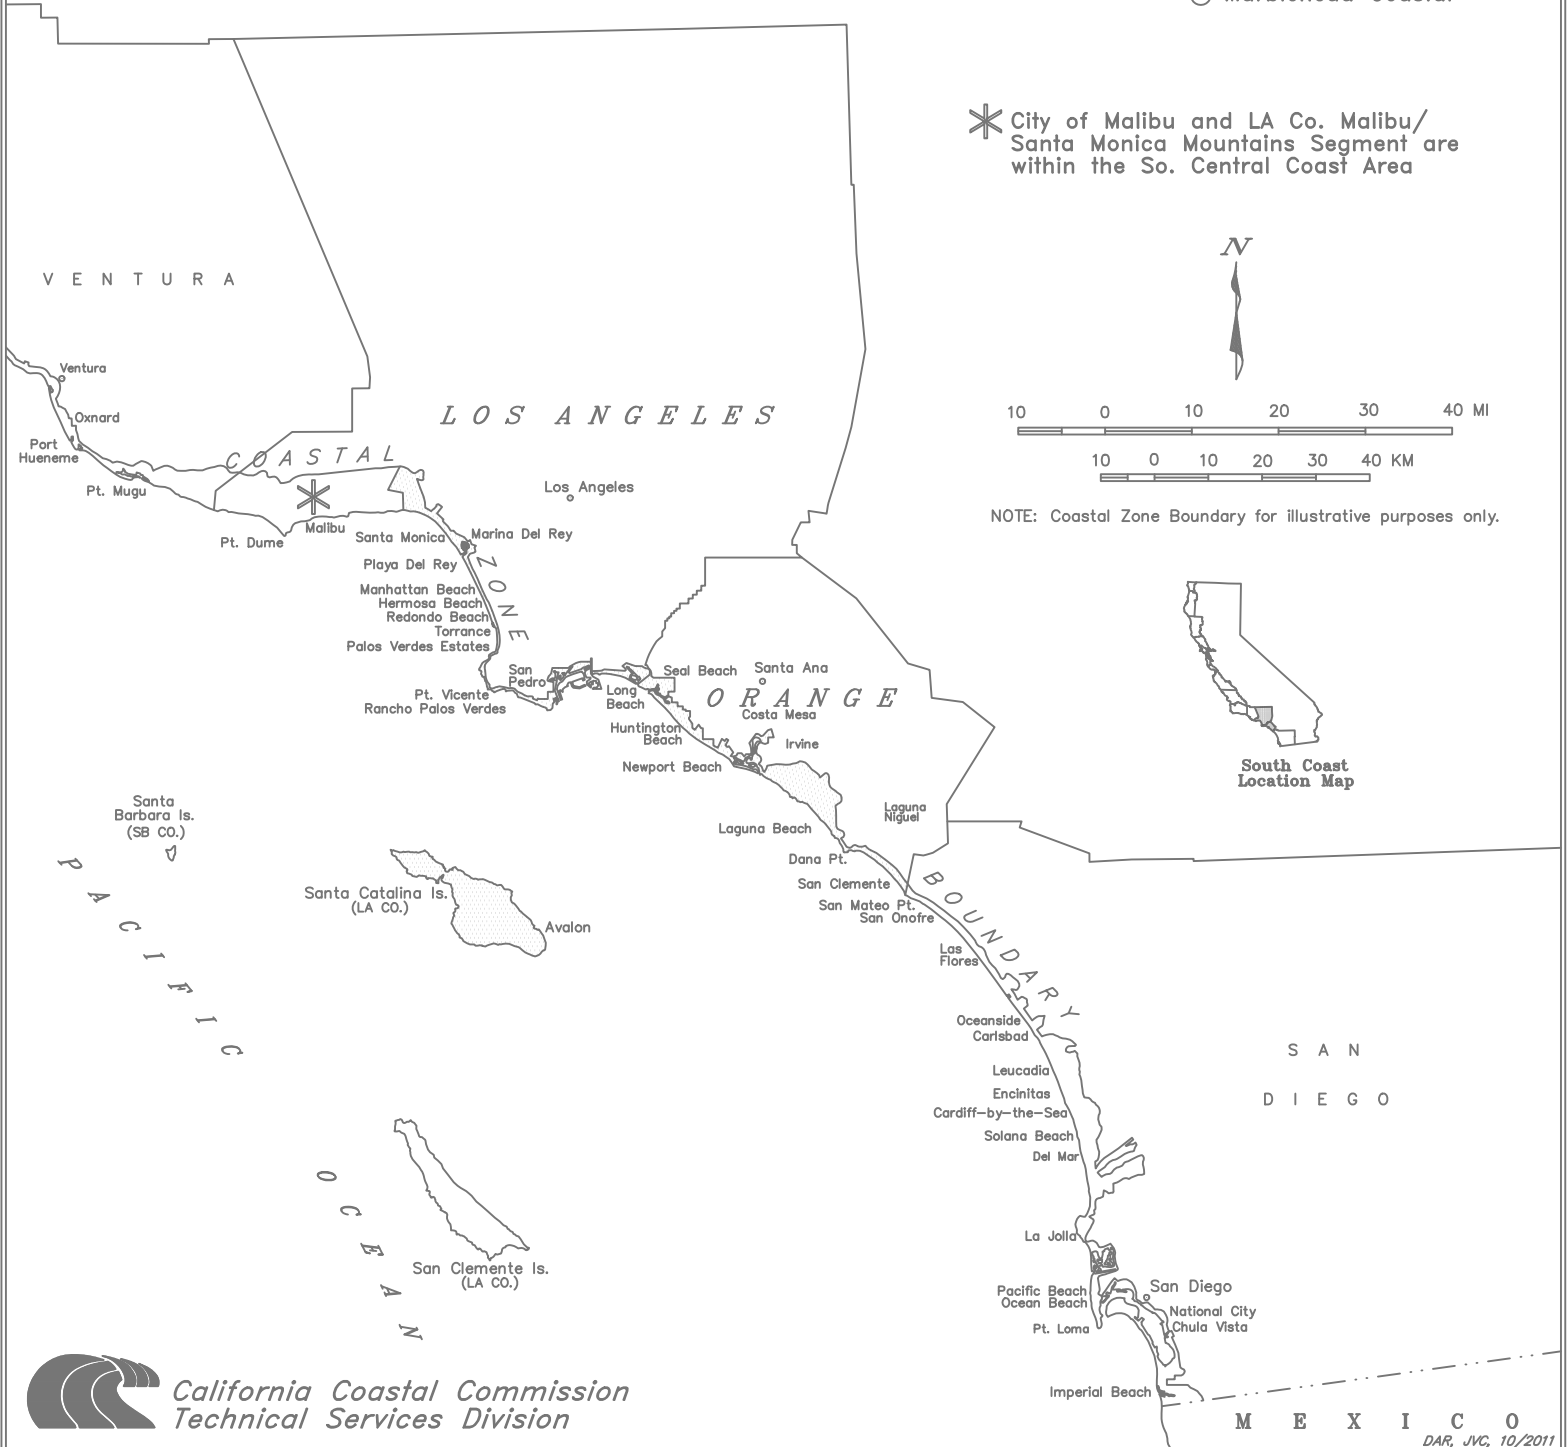 Marblehead Coastal
City of Malibu and LA Co. Malibu/
Santa Monica Mountains Segment are
within the So. Central Coast Area
N
VENTURA
Ventura
Oxnard
Port
Hueneme
Pt. Mugu
COASTAL
LOS ANGELES
Los Angeles
Malibu
Pt. Dume
Santa Monica
Marina Del Rey
Playa Del Rey
ZONE
Manhattan Beach
Hermosa Beach
Redondo Beach
Torrance
Palos Verdes Estates
San
Pedro
Pt. Vicente
Rancho Palos Verdes
Long
Beach
Seal Beach
Santa Ana
ORANGE
Costa Mesa
Huntington
Beach
Irvine
Newport Beach
Laguna
Niguel
Laguna Beach
Dana Pt.
San Clemente
San Mateo Pt.
San Onofre
BOUNDARY
Las
Flores
Oceanside
Carlsbad
Leucadia
Encinitas
Cardiff-by-the-Sea
Solana Beach
Del Mar
La Jolla
Pacific Beach
Ocean Beach
Pt. Loma
San Diego
National City
Chula Vista
Imperial Beach
SAN
DIEGO
MEXICO
10 0 10 20 30 40 MI
10 0 10 20 30 40 KM
NOTE: Coastal Zone Boundary for illustrative purposes only.
South Coast
Location Map
Santa
Barbara Is.
(SB CO.)
Santa Catalina Is.
(LA CO.)
Avalon
PACIFIC
OCEAN
San Clemente Is.
(LA CO.)
California Coastal Commission
Technical Services Division
DAR, JVC, 10/2011